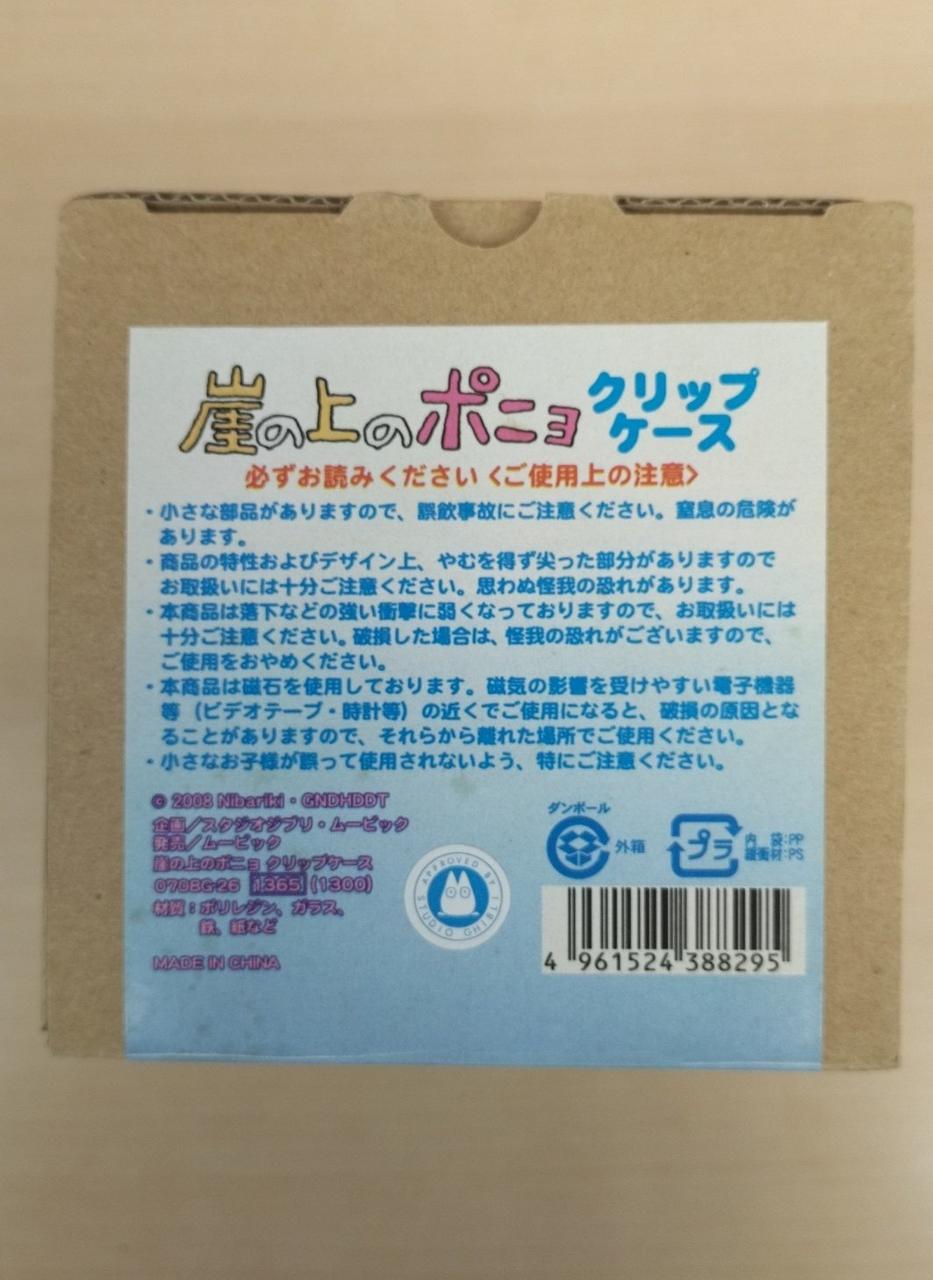 崖の上のポニョ クリップ
ケース
必ずお読みください〈ご使用上の注意〉
・小さな部品がありますので、誤飲事故にご注意ください。窒息の危険が
あります。
・商品の特性およびデザイン上、やむを得ず尖った部分がありますので
お取扱いには十分ご注意ください。思わぬ怪我の恐れがあります。
・本商品は落下などの強い衝撃に弱くなっておりますので、お取扱いには
十分ご注意ください。破損した場合は、怪我の恐れがございますので、
ご使用をおやめください。
・本商品は磁石を使用しております。磁気の影響を受けやすい電子機器
等（ビデオテープ・時計等）の近くでご使用になると、破損の原因とな
ることがありますので、それらから離れた場所でご使用ください。
・小さなお子様が誤って使用されないよう、特にご注意ください。
© 2008 Nibariki・GNDHDDT
企画／スタジオジブリ・ムービック
発売／ムービック
崖の上のポニョ クリップケース
0708G-26 1365 (1300)
材質：ポリレジン、ガラス、
鉄、紙など
MADE IN CHINA
APPROVED BY
STUDIO GHIBLI
ダンボール
外箱
プラ
内 袋:PP
緩衝材:PS
4 961524 388295